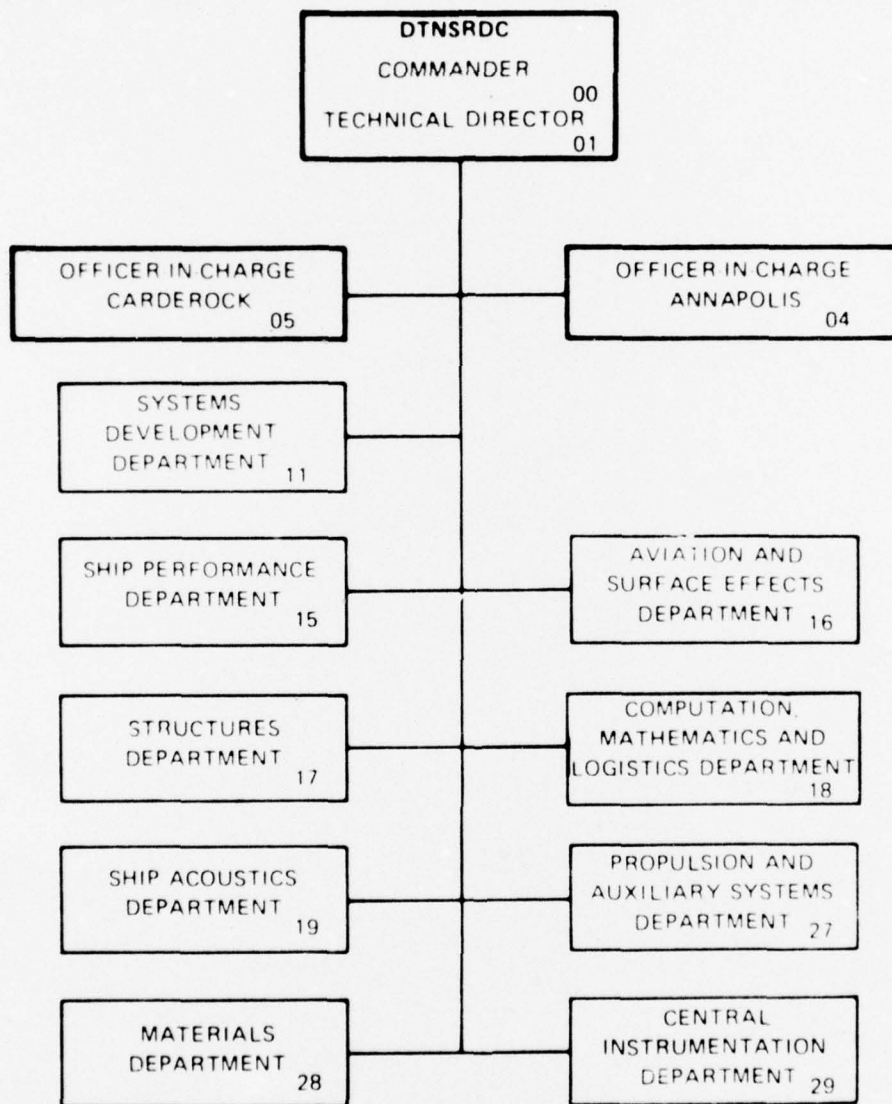 DTNSRDC
COMMANDER
00
TECHNICAL DIRECTOR
01
OFFICER-IN-CHARGE
CARDEROCK
05
OFFICER-IN-CHARGE
ANNAPOLIS
04
SYSTEMS
DEVELOPMENT
DEPARTMENT
11
SHIP PERFORMANCE
DEPARTMENT
15
AVIATION AND
SURFACE EFFECTS
DEPARTMENT
16
STRUCTURES
DEPARTMENT
17
COMPUTATION,
MATHEMATICS AND
LOGISTICS DEPARTMENT
18
SHIP ACOUSTICS
DEPARTMENT
19
PROPULSION AND
AUXILIARY SYSTEMS
DEPARTMENT
27
MATERIALS
DEPARTMENT
28
CENTRAL
INSTRUMENTATION
DEPARTMENT
29